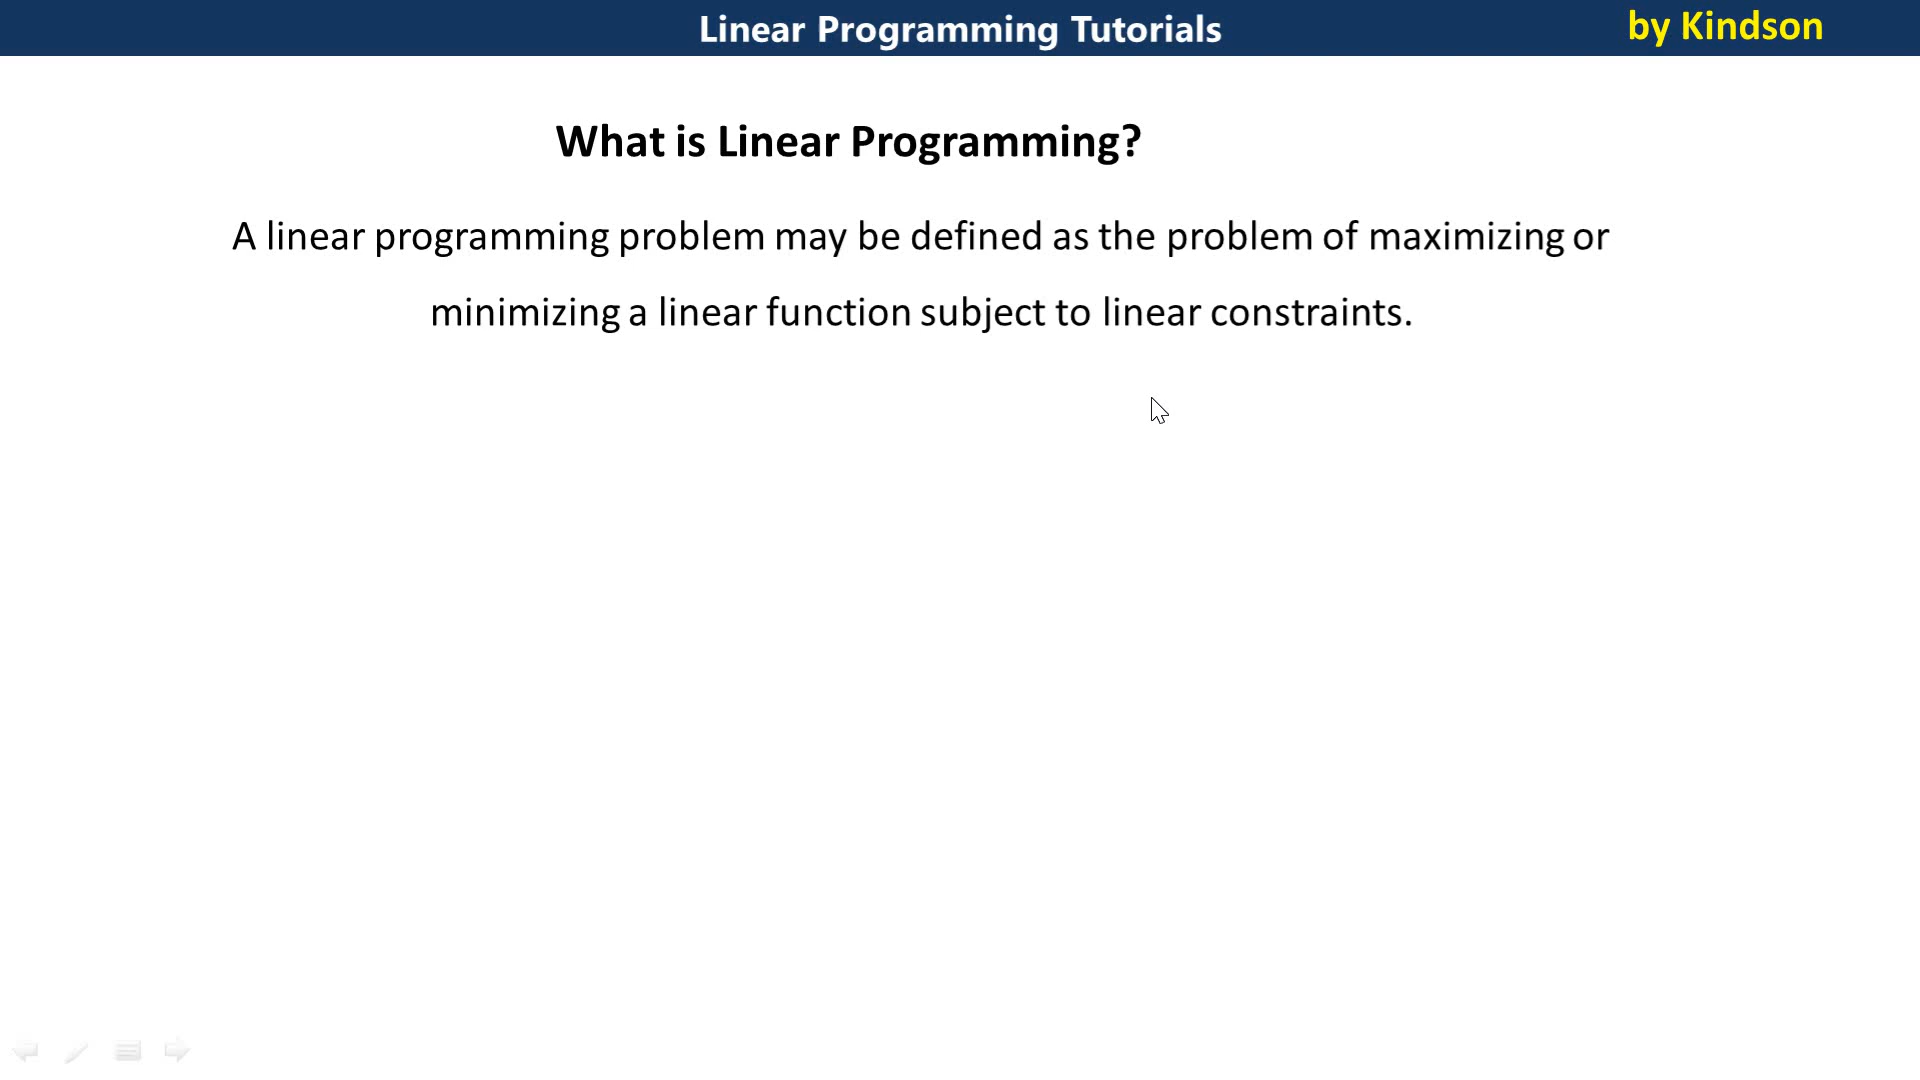 Linear Programming Tutorials
by Kindson
What is Linear Programming?
A linear programming problem may be defined as the problem of maximizing or
minimizing a linear function subject to linear constraints.